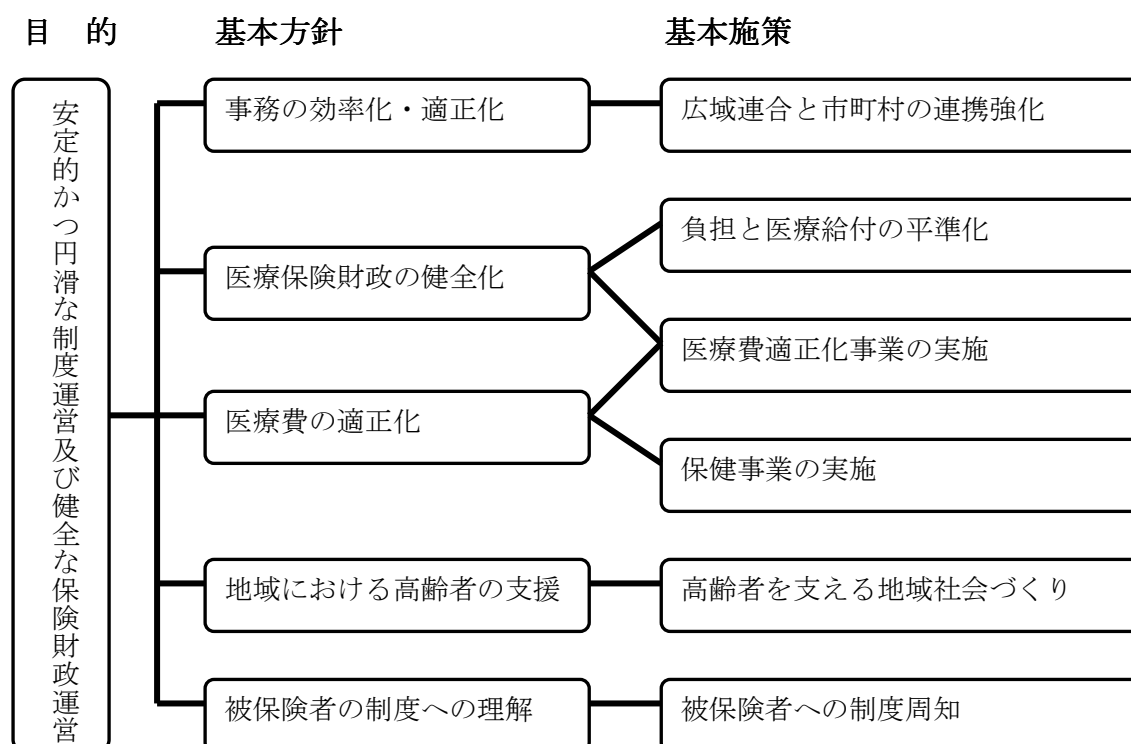 目 的
基本方針
基本施策
安定的かつ円滑な制度運営及び健全な保険財政運営
事務の効率化・適正化
広域連合と市町村の連携強化
負担と医療給付の平準化
医療保険財政の健全化
医療費適正化事業の実施
医療費の適正化
保健事業の実施
地域における高齢者の支援
高齢者を支える地域社会づくり
被保険者の制度への理解
被保険者への制度周知